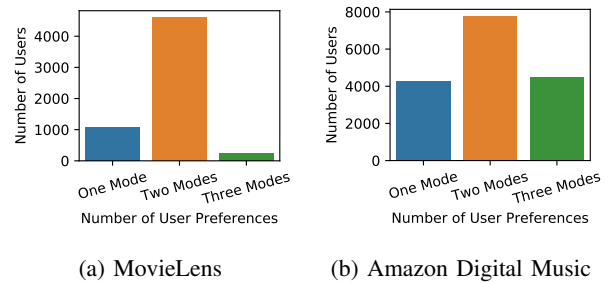 Number of Users
4000
3000
2000
1000
0
One Mode
Two Modes
Three Modes
Number of User Preferences
(a) MovieLens
Number of Users
8000
6000
4000
2000
0
One Mode
Two Modes
Three Modes
Number of User Preferences
(b) Amazon Digital Music